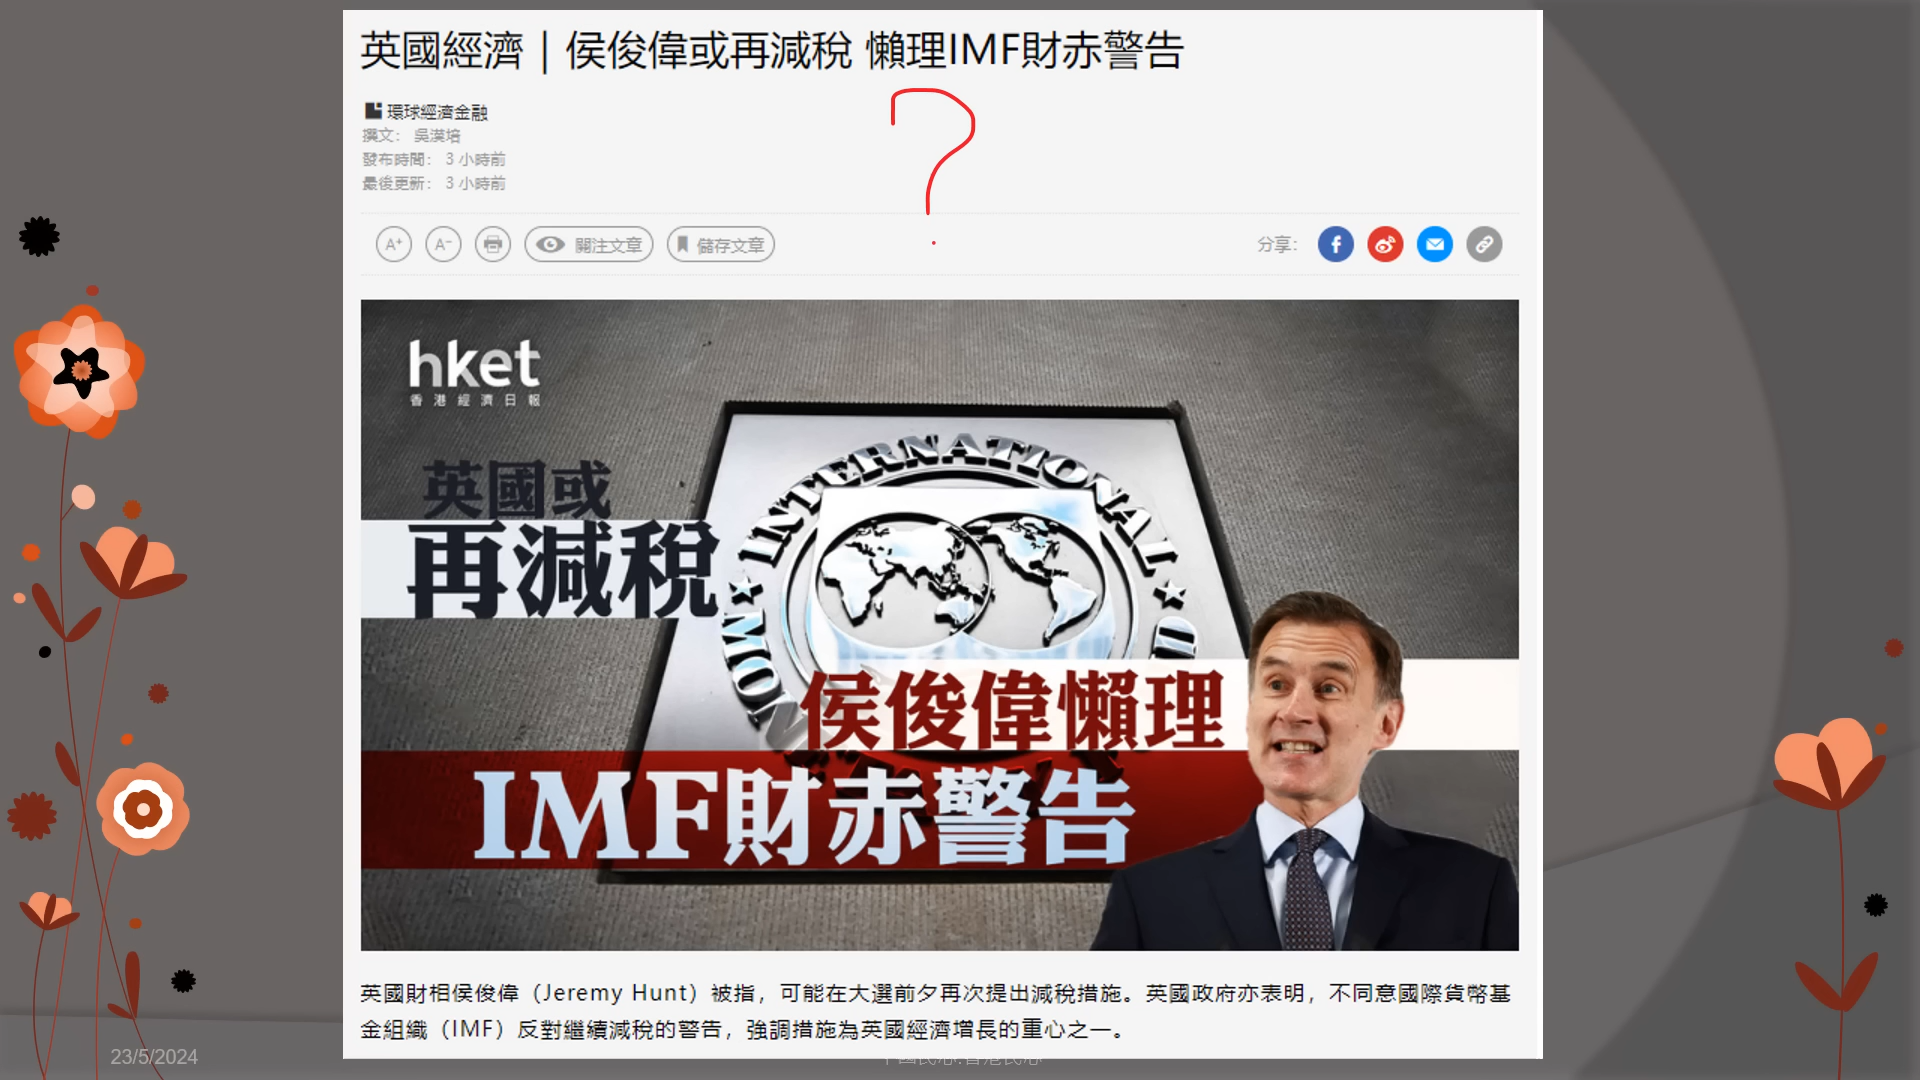 英國經濟｜侯俊偉或再減稅 懶理IMF財赤警告
?
環球經濟金融
撰文： 吳漢培
發布時間： 3 小時前
最後更新： 3 小時前
A+ A− 關注文章 儲存文章 分享：
hket
香港經濟日報
英國或
再減稅
INTERNATIONAL
侯俊偉懶理
IMF財赤警告
英國財相侯俊偉（Jeremy Hunt）被指，可能在大選前夕再次提出減稅措施。英國政府亦表明，不同意國際貨幣基
金組織（IMF）反對繼續減稅的警告，強調措施為英國經濟增長的重心之一。
23/5/2024